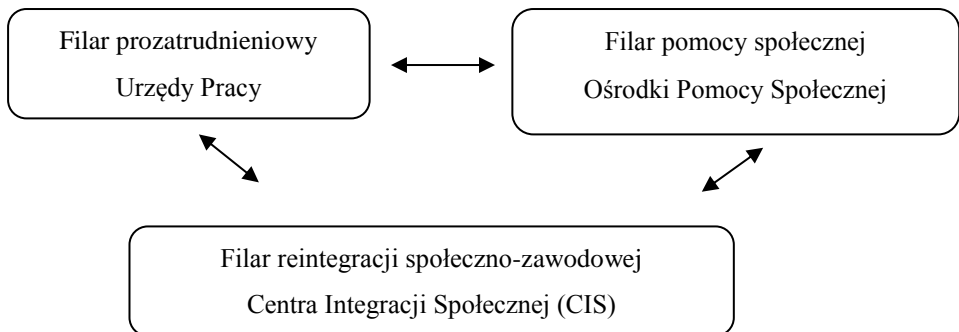 Filar prozatrudnieniowy
Urzędy Pracy
Filar pomocy społecznej
Ośrodki Pomocy Społecznej
Filar reintegracji społeczno-zawodowej
Centra Integracji Społecznej (CIS)